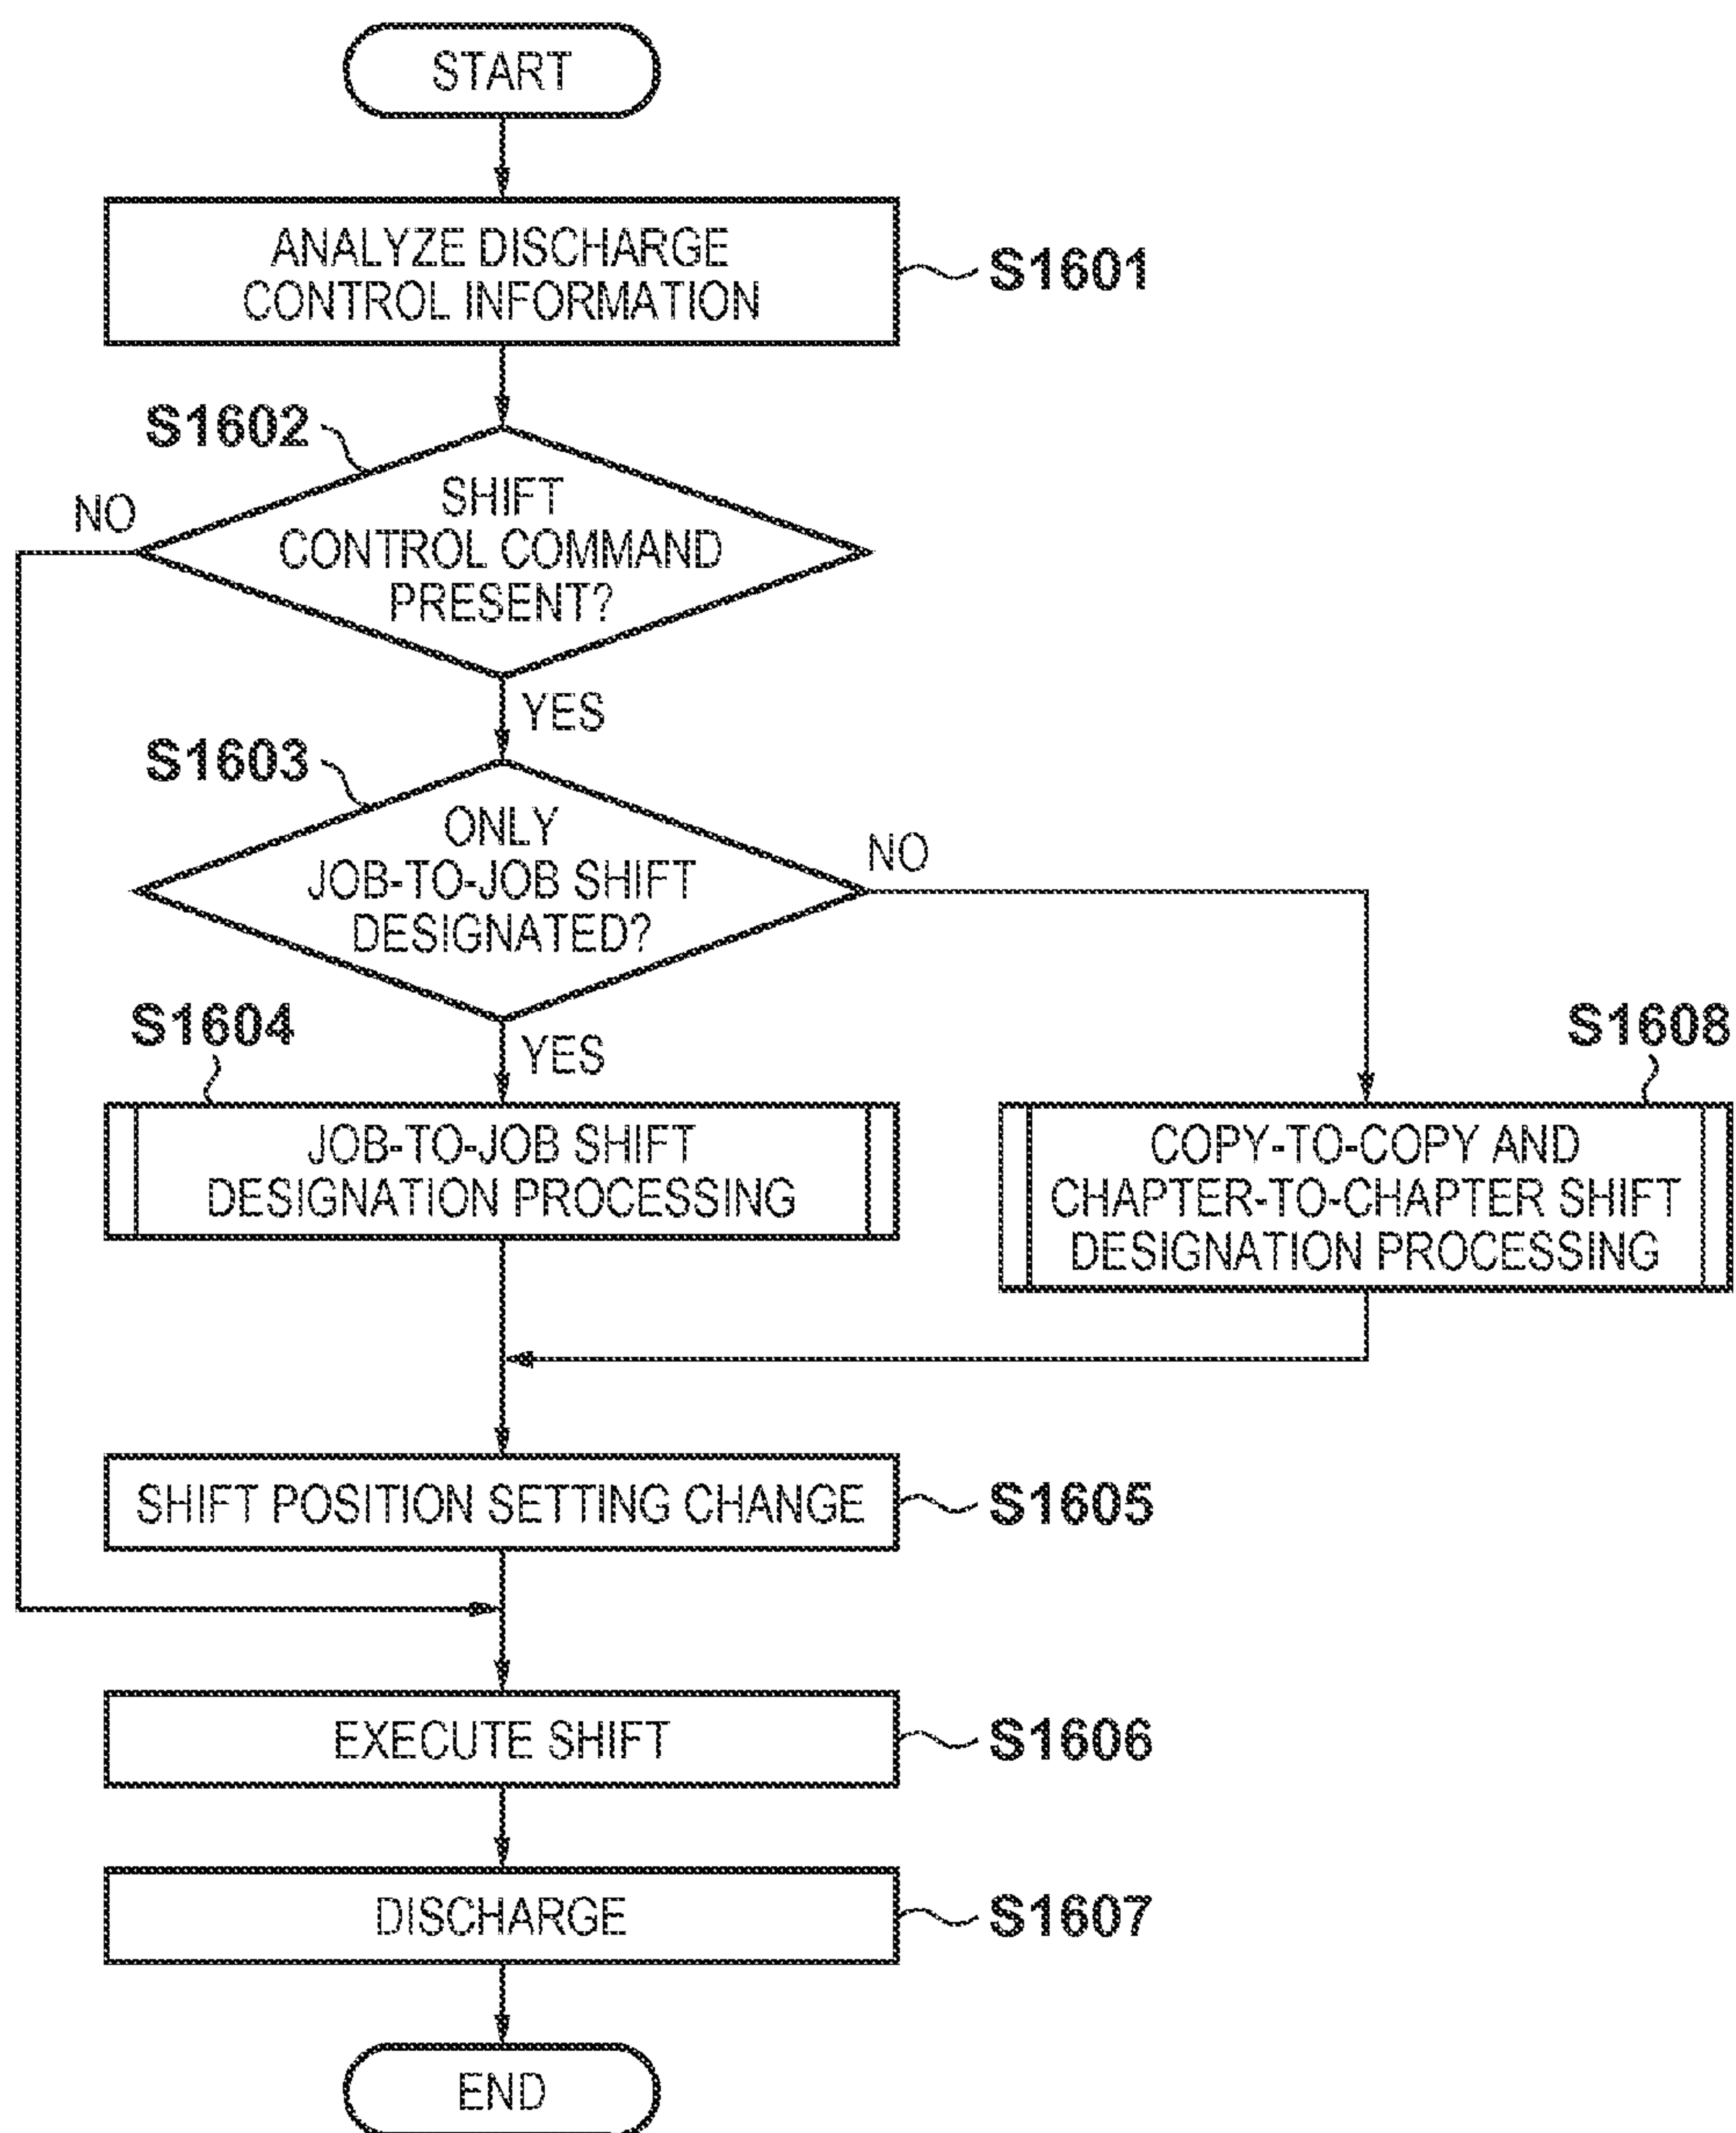 START
ANALYZE DISCHARGE
CONTROL INFORMATION
S1601
S1602
SHIFT
CONTROL COMMAND
PRESENT?
NO
YES
S1603
ONLY
JOB-TO-JOB SHIFT
DESIGNATED?
NO
YES
S1604
JOB-TO-JOB SHIFT
DESIGNATION PROCESSING
S1608
COPY-TO-COPY AND
CHAPTER-TO-CHAPTER SHIFT
DESIGNATION PROCESSING
SHIFT POSITION SETTING CHANGE
S1605
EXECUTE SHIFT
S1606
DISCHARGE
S1607
END